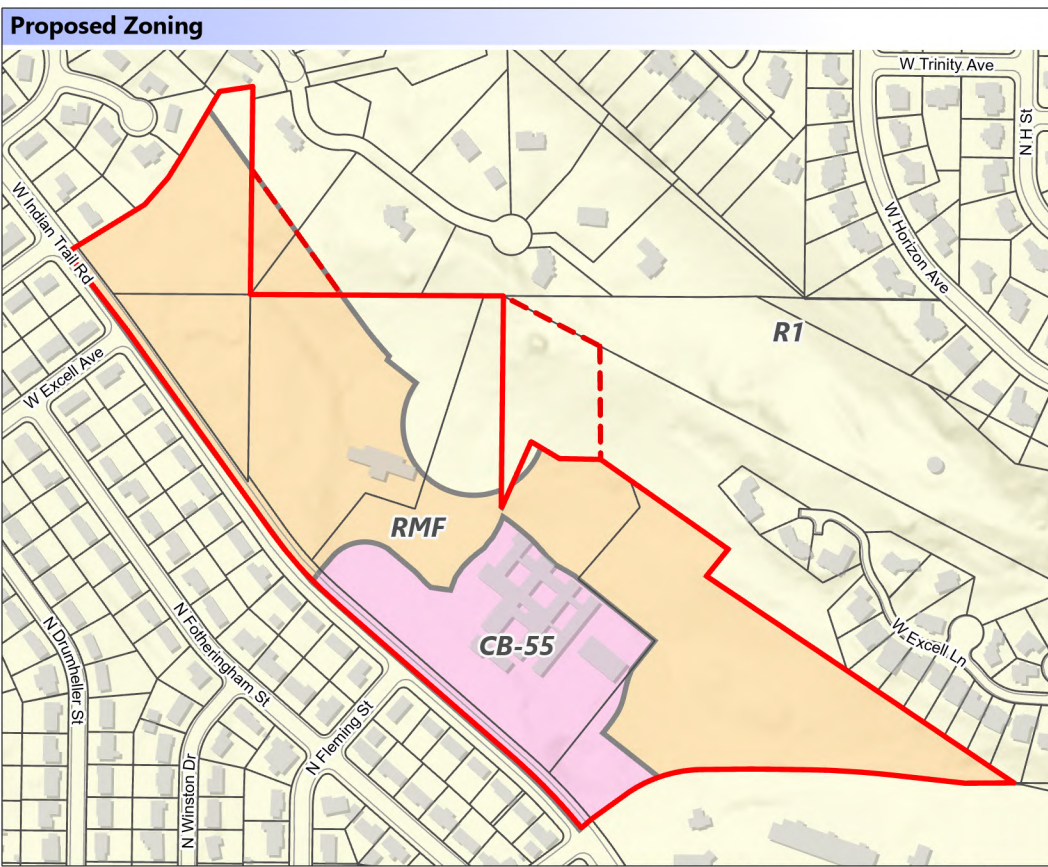 Proposed Zoning
W Trinity Ave
N H St
W Indian Trail Rd
W Horizon Ave
R1
W Excell Ave
RMF
CB-55
W Excell Ln
N Drumheller St
N Fotheringham St
N Fleming St
N Winston Dr